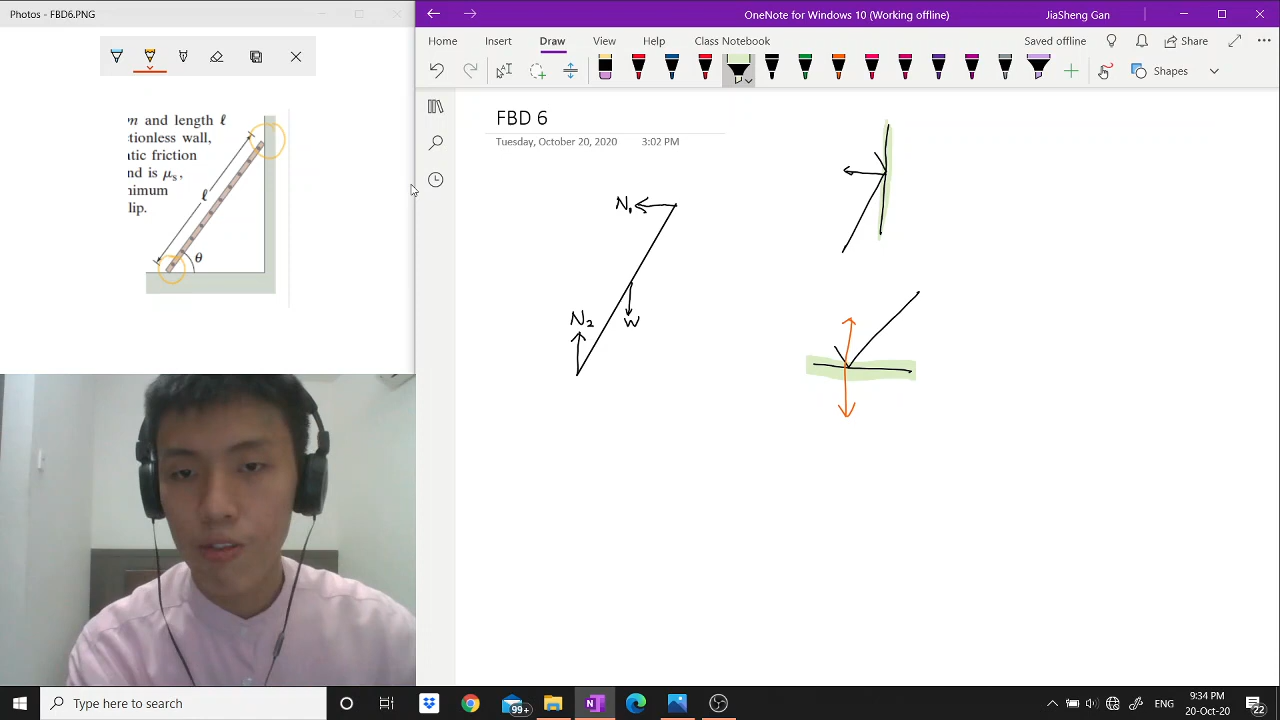 Photos - FBD6.PNG
OneNote for Windows 10 (Working offline)
JiaSheng Gan
Home Insert Draw View Help Class Notebook
Saved offline
Share
Shapes
m and length ℓ
tionless wall,
tic friction
nd is μs,
nimum
lip.
ℓ
θ
FBD 6
Tuesday, October 20, 2020 3:02 PM
N1
N2
W
Type here to search
99+
ENG
9:34 PM
20-Oct-20
22